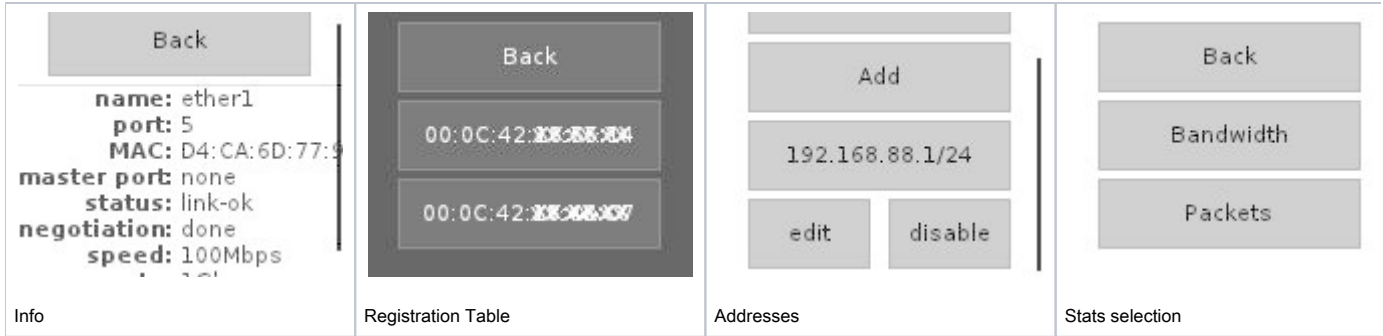 Back
name: ether1
port: 5
MAC: D4:CA:6D:77:9
master port: none
status: link-ok
negotiation: done
speed: 100Mbps
Info
Back
00:0C:42:
00:0C:42:
Registration Table
Add
192.168.88.1/24
edit disable
Addresses
Back
Bandwidth
Packets
Stats selection